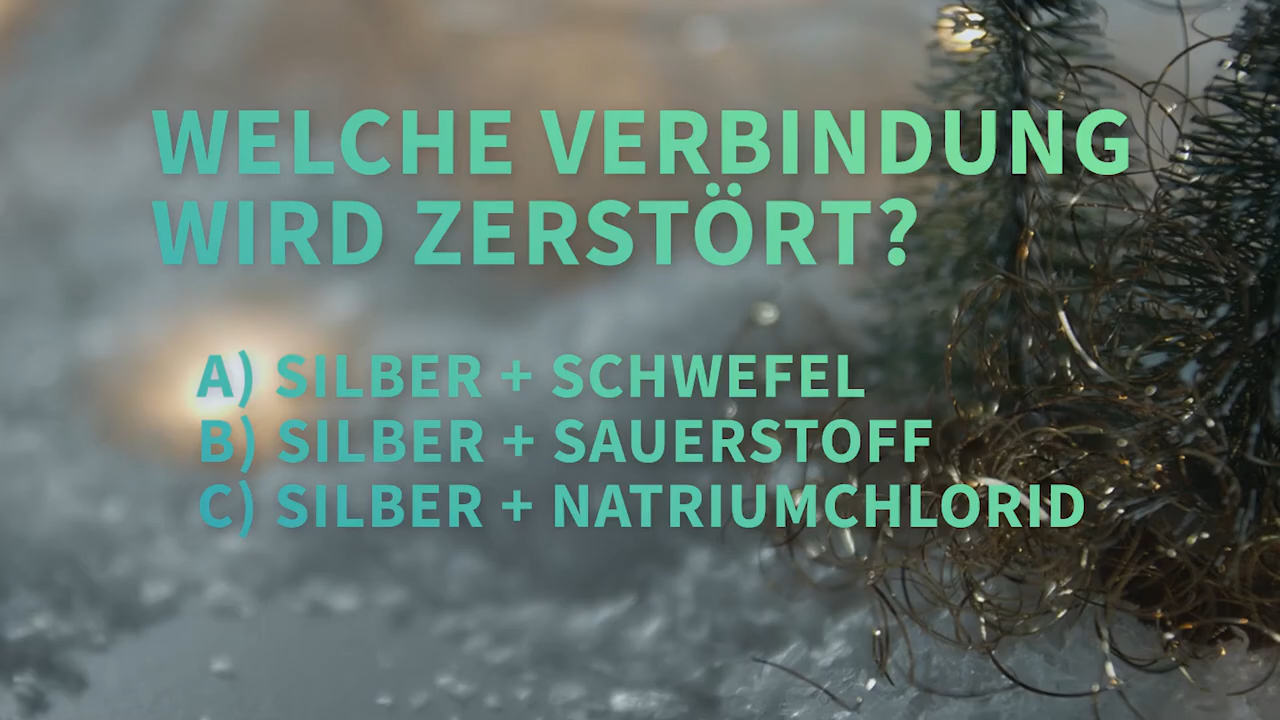 WELCHE VERBINDUNG
WIRD ZERSTÖRT?
A) SILBER + SCHWEFEL
B) SILBER + SAUERSTOFF
C) SILBER + NATRIUMCHLORID